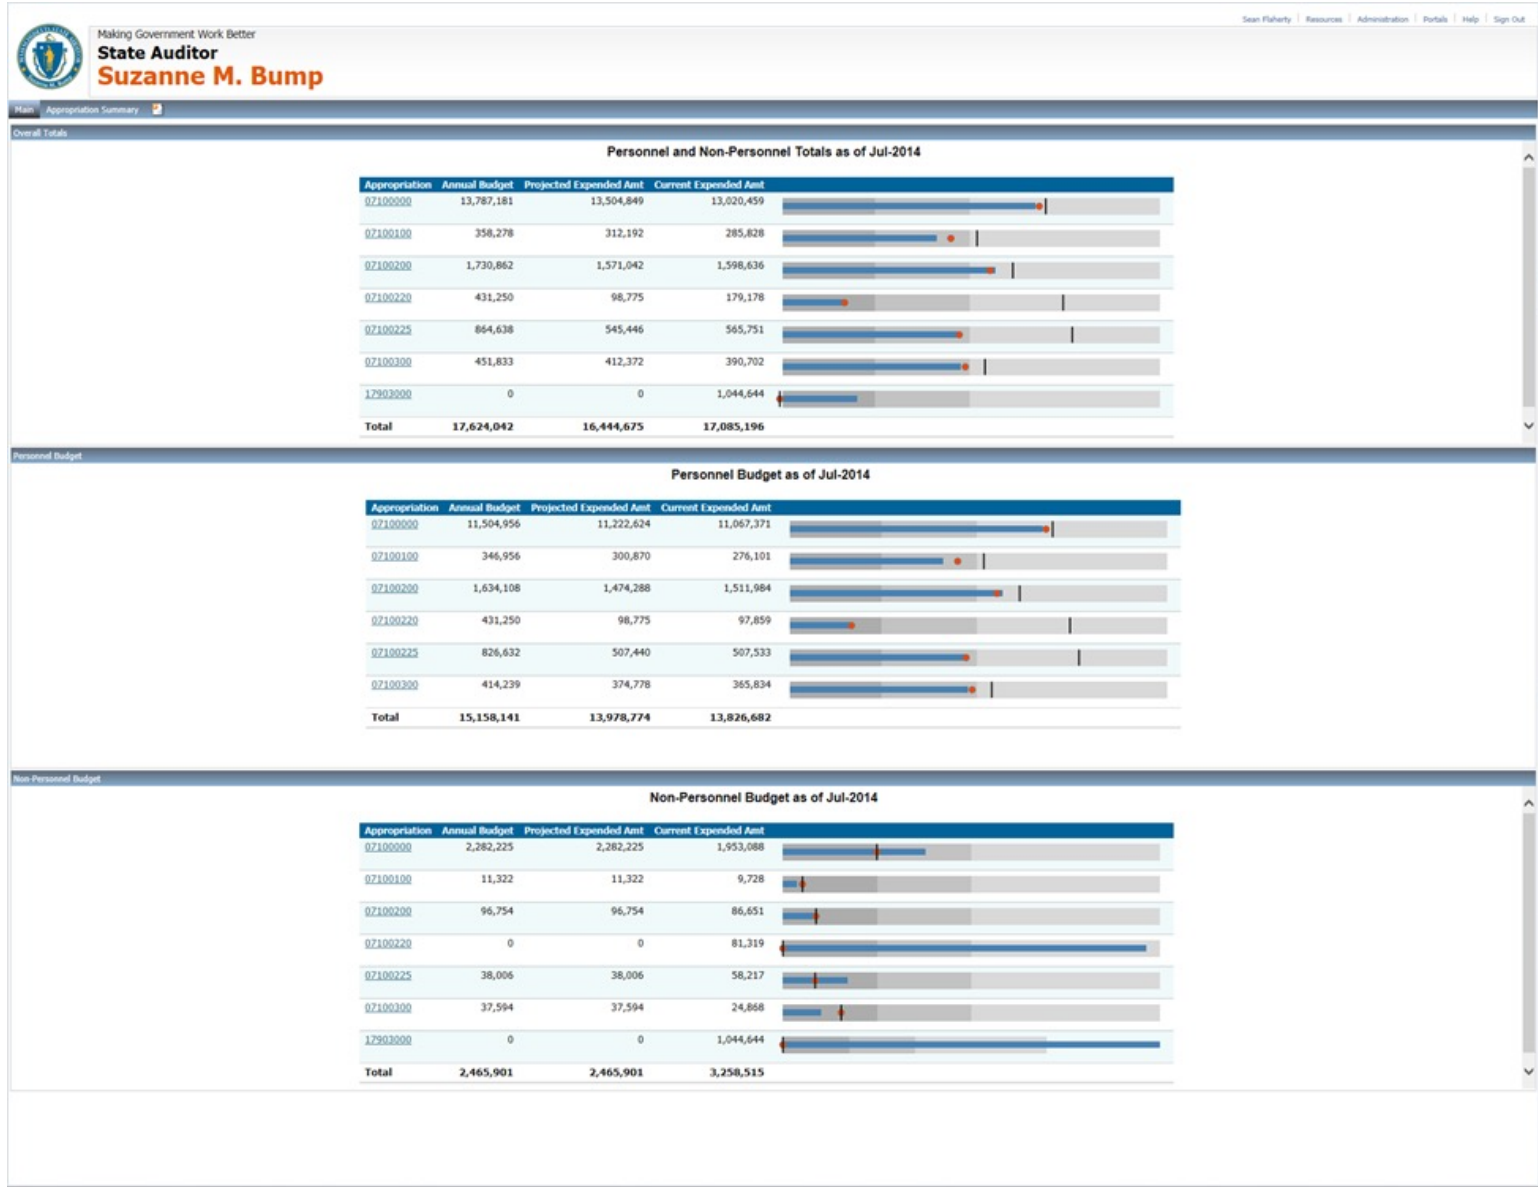 Sean Flaherty | Resources | Administration | Portals | Help | Sign Out
Making Government Work Better
State Auditor
Suzanne M. Bump
Main Appropriation Summary
Overall Totals
Personnel and Non-Personnel Totals as of Jul-2014
Appropriation Annual Budget Projected Expended Amt Current Expended Amt
07100000 13,787,181 13,504,849 13,020,459
07100100 358,278 312,192 285,828
07100200 1,730,862 1,571,042 1,598,636
07100220 431,250 98,775 179,178
07100225 864,638 545,446 565,751
07100300 451,833 412,372 390,702
17903000 0 0 1,044,644
Total 17,624,042 16,444,675 17,085,196
Personnel Budget
Personnel Budget as of Jul-2014
Appropriation Annual Budget Projected Expended Amt Current Expended Amt
07100000 11,504,956 11,222,624 11,067,371
07100100 346,956 300,870 276,101
07100200 1,634,108 1,474,288 1,511,984
07100220 431,250 98,775 97,859
07100225 826,632 507,440 507,533
07100300 414,239 374,778 365,834
Total 15,158,141 13,978,774 13,826,682
Non-Personnel Budget
Non-Personnel Budget as of Jul-2014
Appropriation Annual Budget Projected Expended Amt Current Expended Amt
07100000 2,282,225 2,282,225 1,953,088
07100100 11,322 11,322 9,728
07100200 96,754 96,754 86,651
07100220 0 0 81,319
07100225 38,006 38,006 58,217
07100300 37,594 37,594 24,868
17903000 0 0 1,044,644
Total 2,465,901 2,465,901 3,258,515